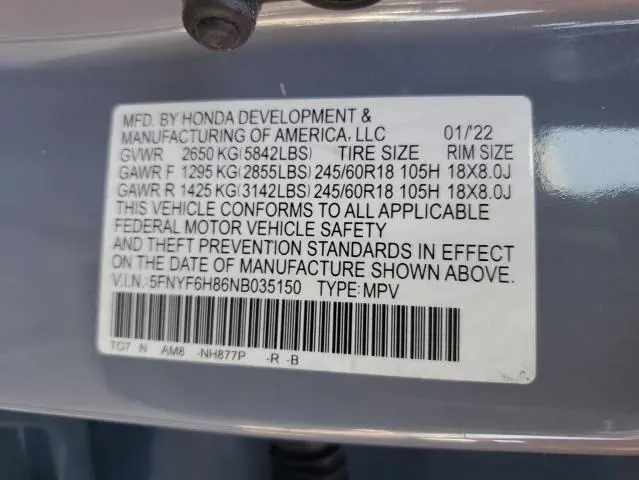 MFD. BY HONDA DEVELOPMENT &
MANUFACTURING OF AMERICA, LLC 01/'22
GVWR 2650 KG(5842LBS) TIRE SIZE RIM SIZE
GAWR F 1295 KG(2855LBS) 245/60R18 105H 18X8.0J
GAWR R 1425 KG(3142LBS) 245/60R18 105H 18X8.0J
THIS VEHICLE CONFORMS TO ALL APPLICABLE
FEDERAL MOTOR VEHICLE SAFETY
AND THEFT PREVENTION STANDARDS IN EFFECT
ON THE DATE OF MANUFACTURE SHOWN ABOVE.
V.I.N.:5FNYF6H86NB035150 TYPE:MPV
TG7 N AM8 -NH877P -R -B